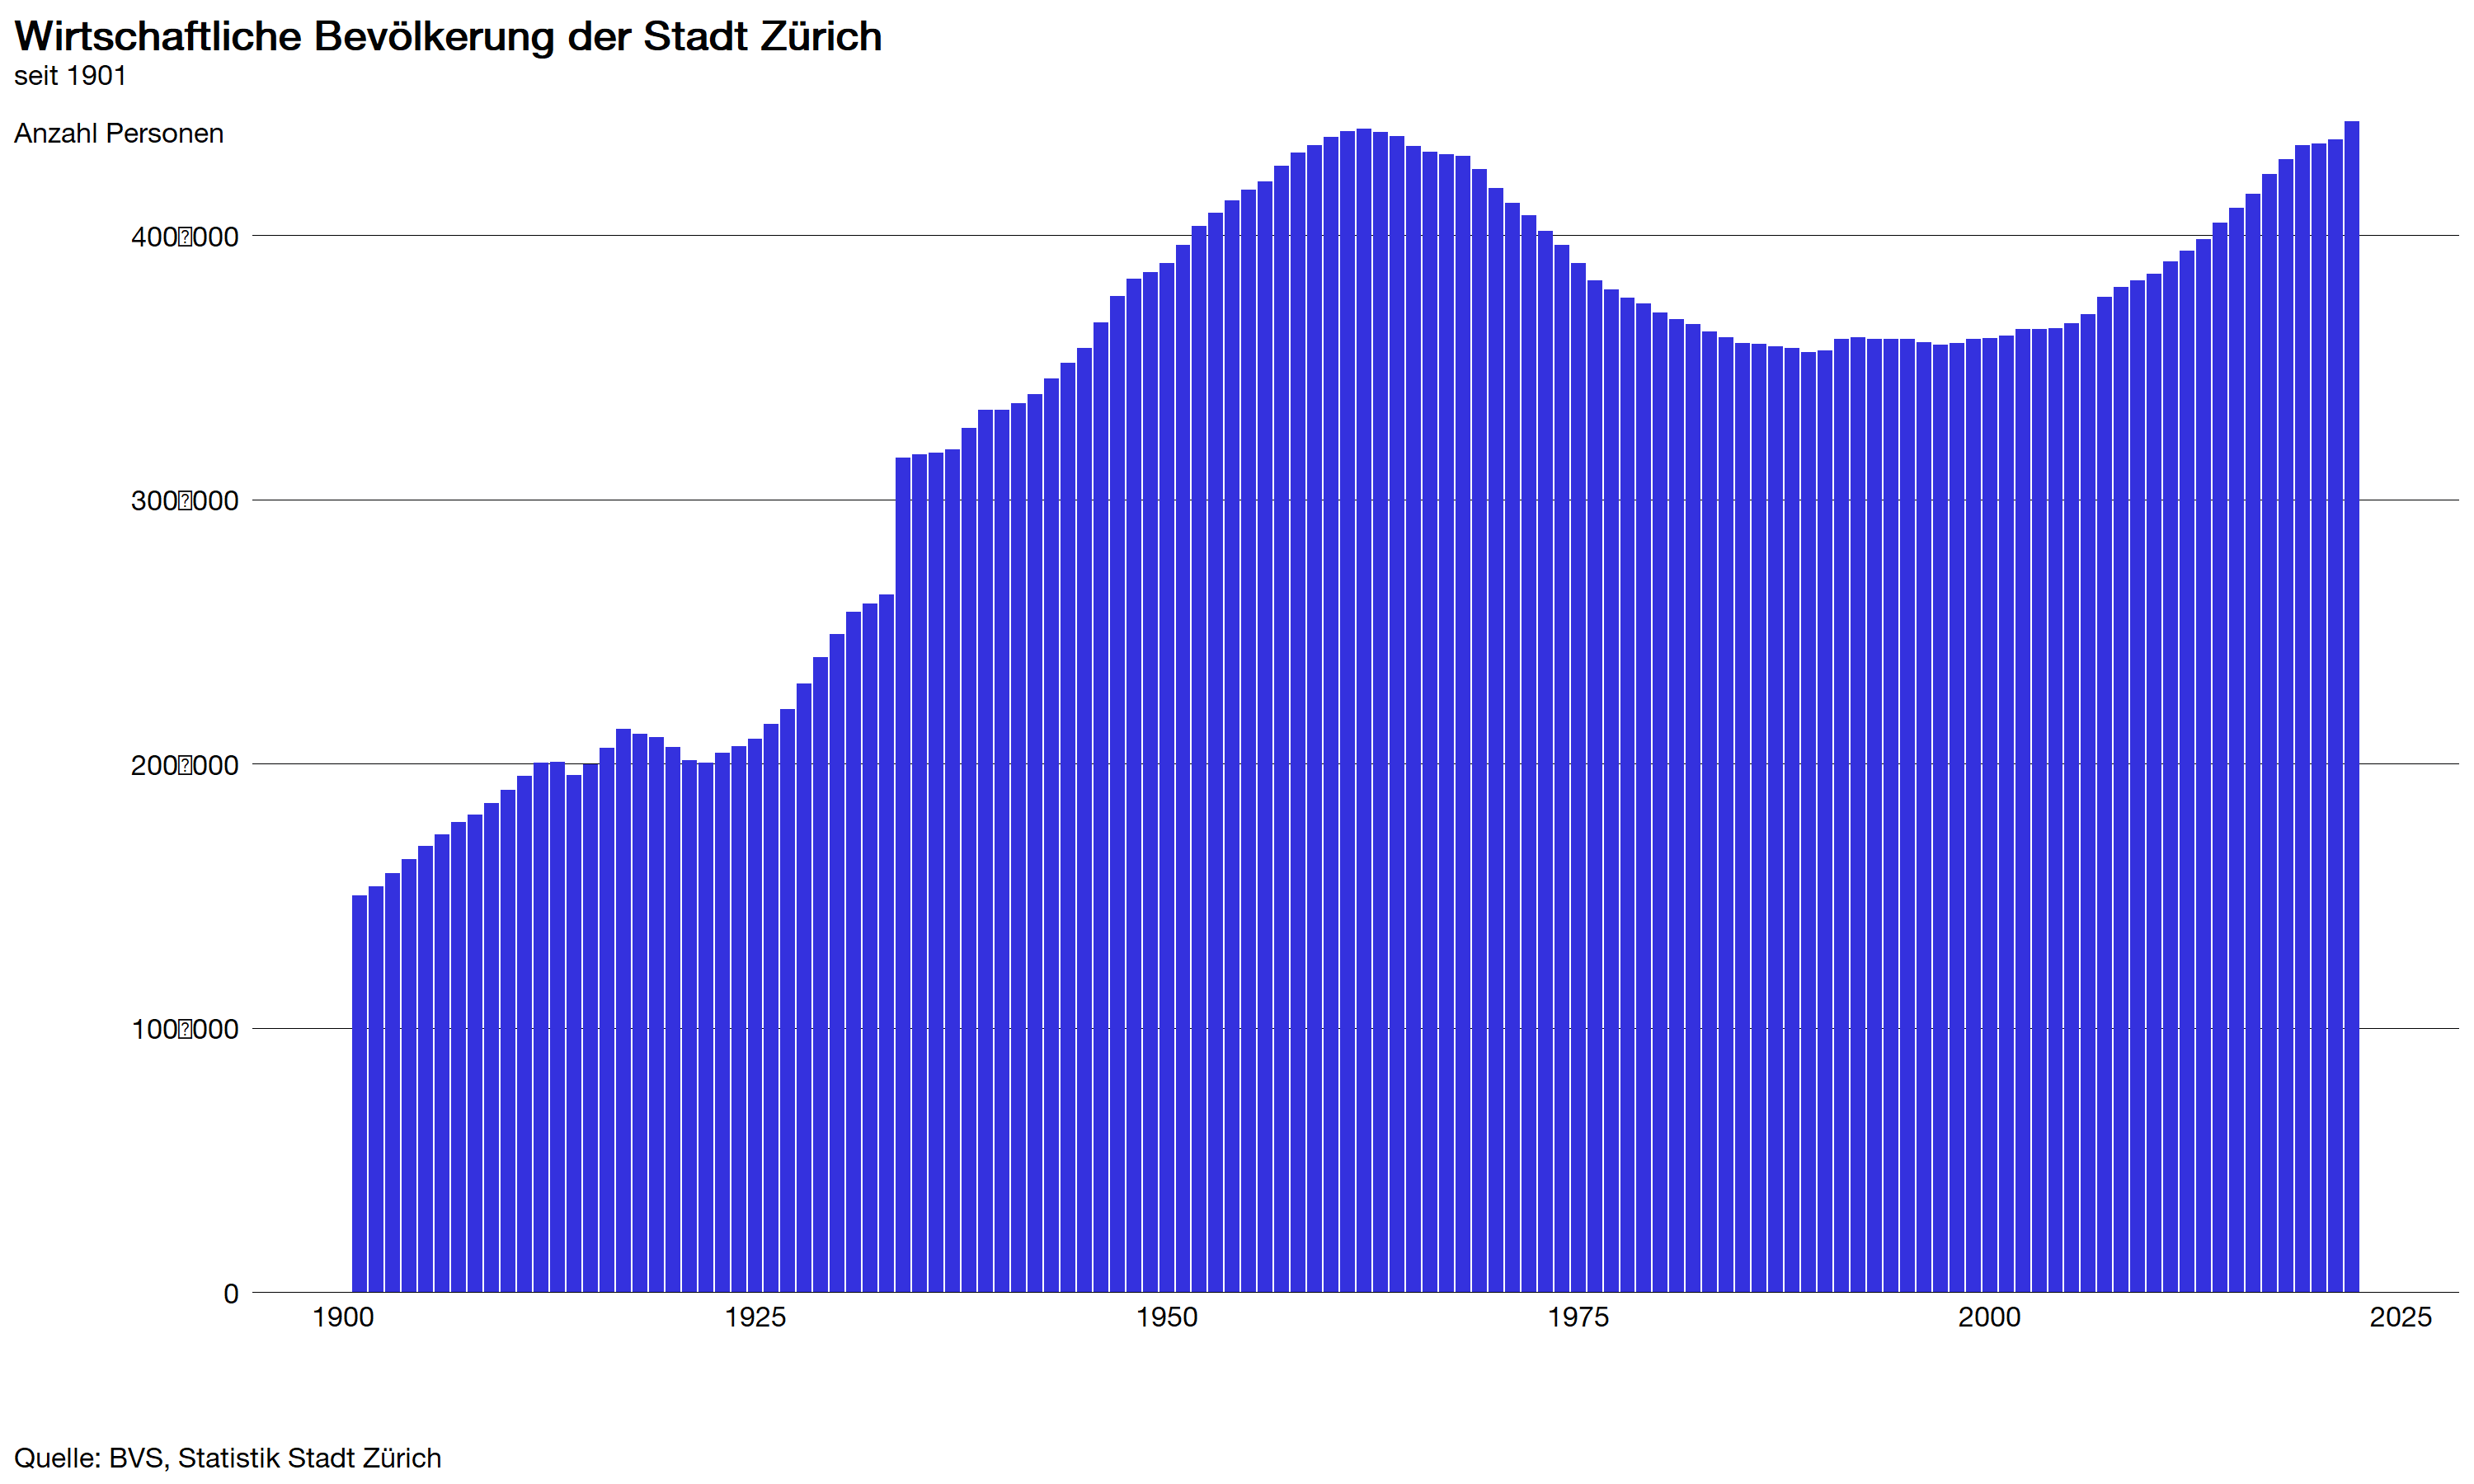 Wirtschaftliche Bevölkerung der Stadt Zürich
seit 1901
Anzahl Personen
400⍰000
300⍰000
200⍰000
100⍰000
0
1900 1925 1950 1975 2000 2025
Quelle: BVS, Statistik Stadt Zürich